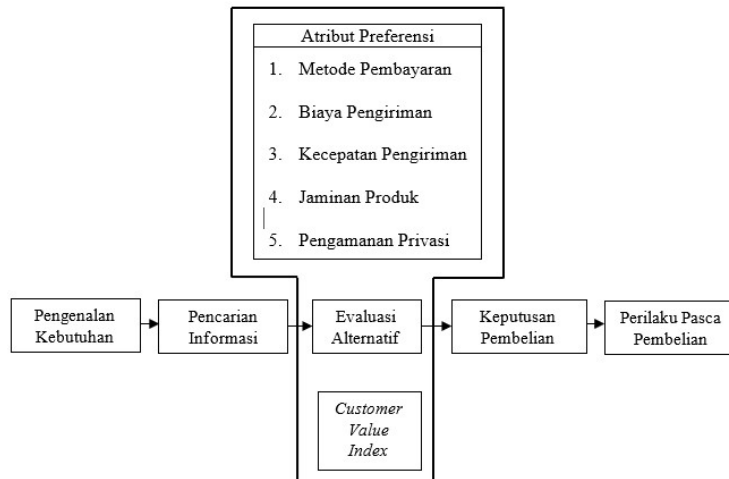 Atribut Preferensi
1. Metode Pembayaran
2. Biaya Pengiriman
3. Kecepatan Pengiriman
4. Jaminan Produk
5. Pengamanan Privasi
Pengenalan
Kebutuhan
Pencarian
Informasi
Evaluasi
Alternatif
Keputusan
Pembelian
Perilaku Pasca
Pembelian
Customer
Value
Index